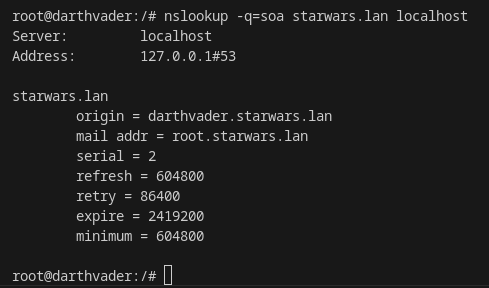 root@darthvader:/# nslookup -q=soa starwars.lan localhost
Server:         localhost
Address:        127.0.0.1#53

starwars.lan
        origin = darthvader.starwars.lan
        mail addr = root.starwars.lan
        serial = 2
        refresh = 604800
        retry = 86400
        expire = 2419200
        minimum = 604800

root@darthvader:/#